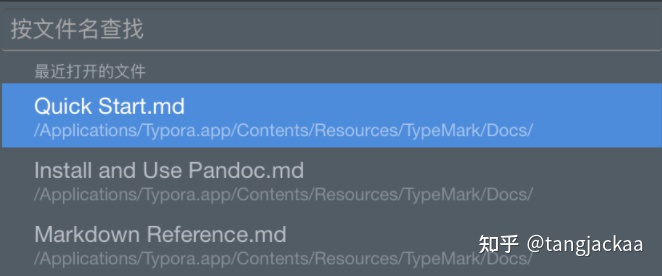 按文件名查找
最近打开的文件
Quick Start.md
/Applications/Typora.app/Contents/Resources/TypeMark/Docs/
Install and Use Pandoc.md
/Applications/Typora.app/Contents/Resources/TypeMark/Docs/
Markdown Reference.md
/Applications/Typora.app/Contents/Resources/TypeMark/Docs/
知乎 @tangjackaa